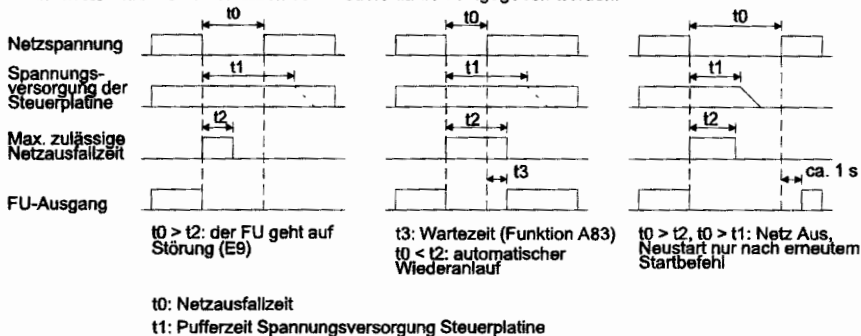 t0 t0 t0
Netzspannung
Spannungs-
versorgung der
Steuerplatine
t1 t1 t1
Max. zulässige
Netzausfallzeit
t2 t2 t2
t3 ca. 1 s
FU-Ausgang
t0 > t2: der FU geht auf
Störung (E9)
t3: Wartezeit (Funktion A83)
t0 < t2: automatischer
Wiederanlauf
t0 > t2, t0 > t1: Netz Aus,
Neustart nur nach erneutem
Startbefehl
t0: Netzausfallzeit
t1: Pufferzeit Spannungsversorgung Steuerplatine